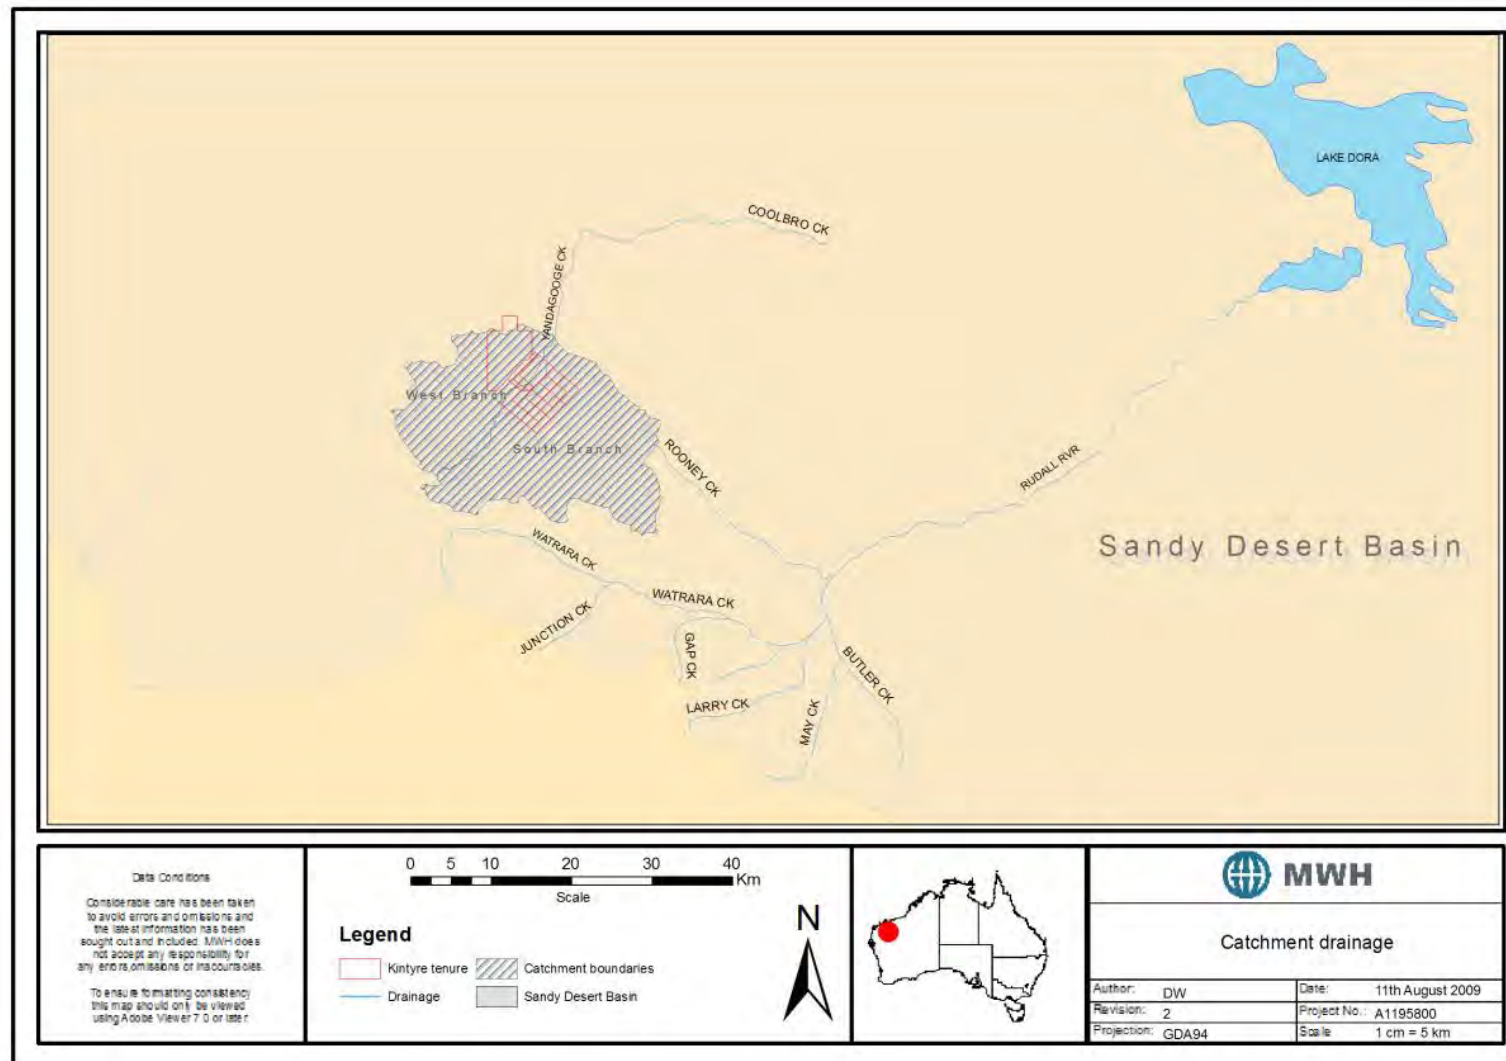 LAKE DORA
COOLBRO CK
YANDAGOOGE CK
West Branch
South Branch
ROONEY CK
RUDALL RVR
Sandy Desert Basin
WATRARA CK
WATRARA CK
JUNCTION CK
GAP CK
BUTLER CK
LARRY CK
MAY CK
Data Conditions
Considerable care has been taken
to avoid errors and omissions and
the latest information has been
sought out and included. MWH does
not accept any responsibility for
any errors,omissions or inaccuracies.
To ensure formatting consistency
this map should only be viewed
using Adobe Viewer 7.0 or later.
0 5 10 20 30 40
Km
Scale
Legend
Kintyre tenure
Catchment boundaries
Drainage
Sandy Desert Basin
N
MWH
Catchment drainage
Author: DW
Date: 11th August 2009
Revision: 2
Project No.: A1195800
Projection: GDA94
Scale 1 cm = 5 km